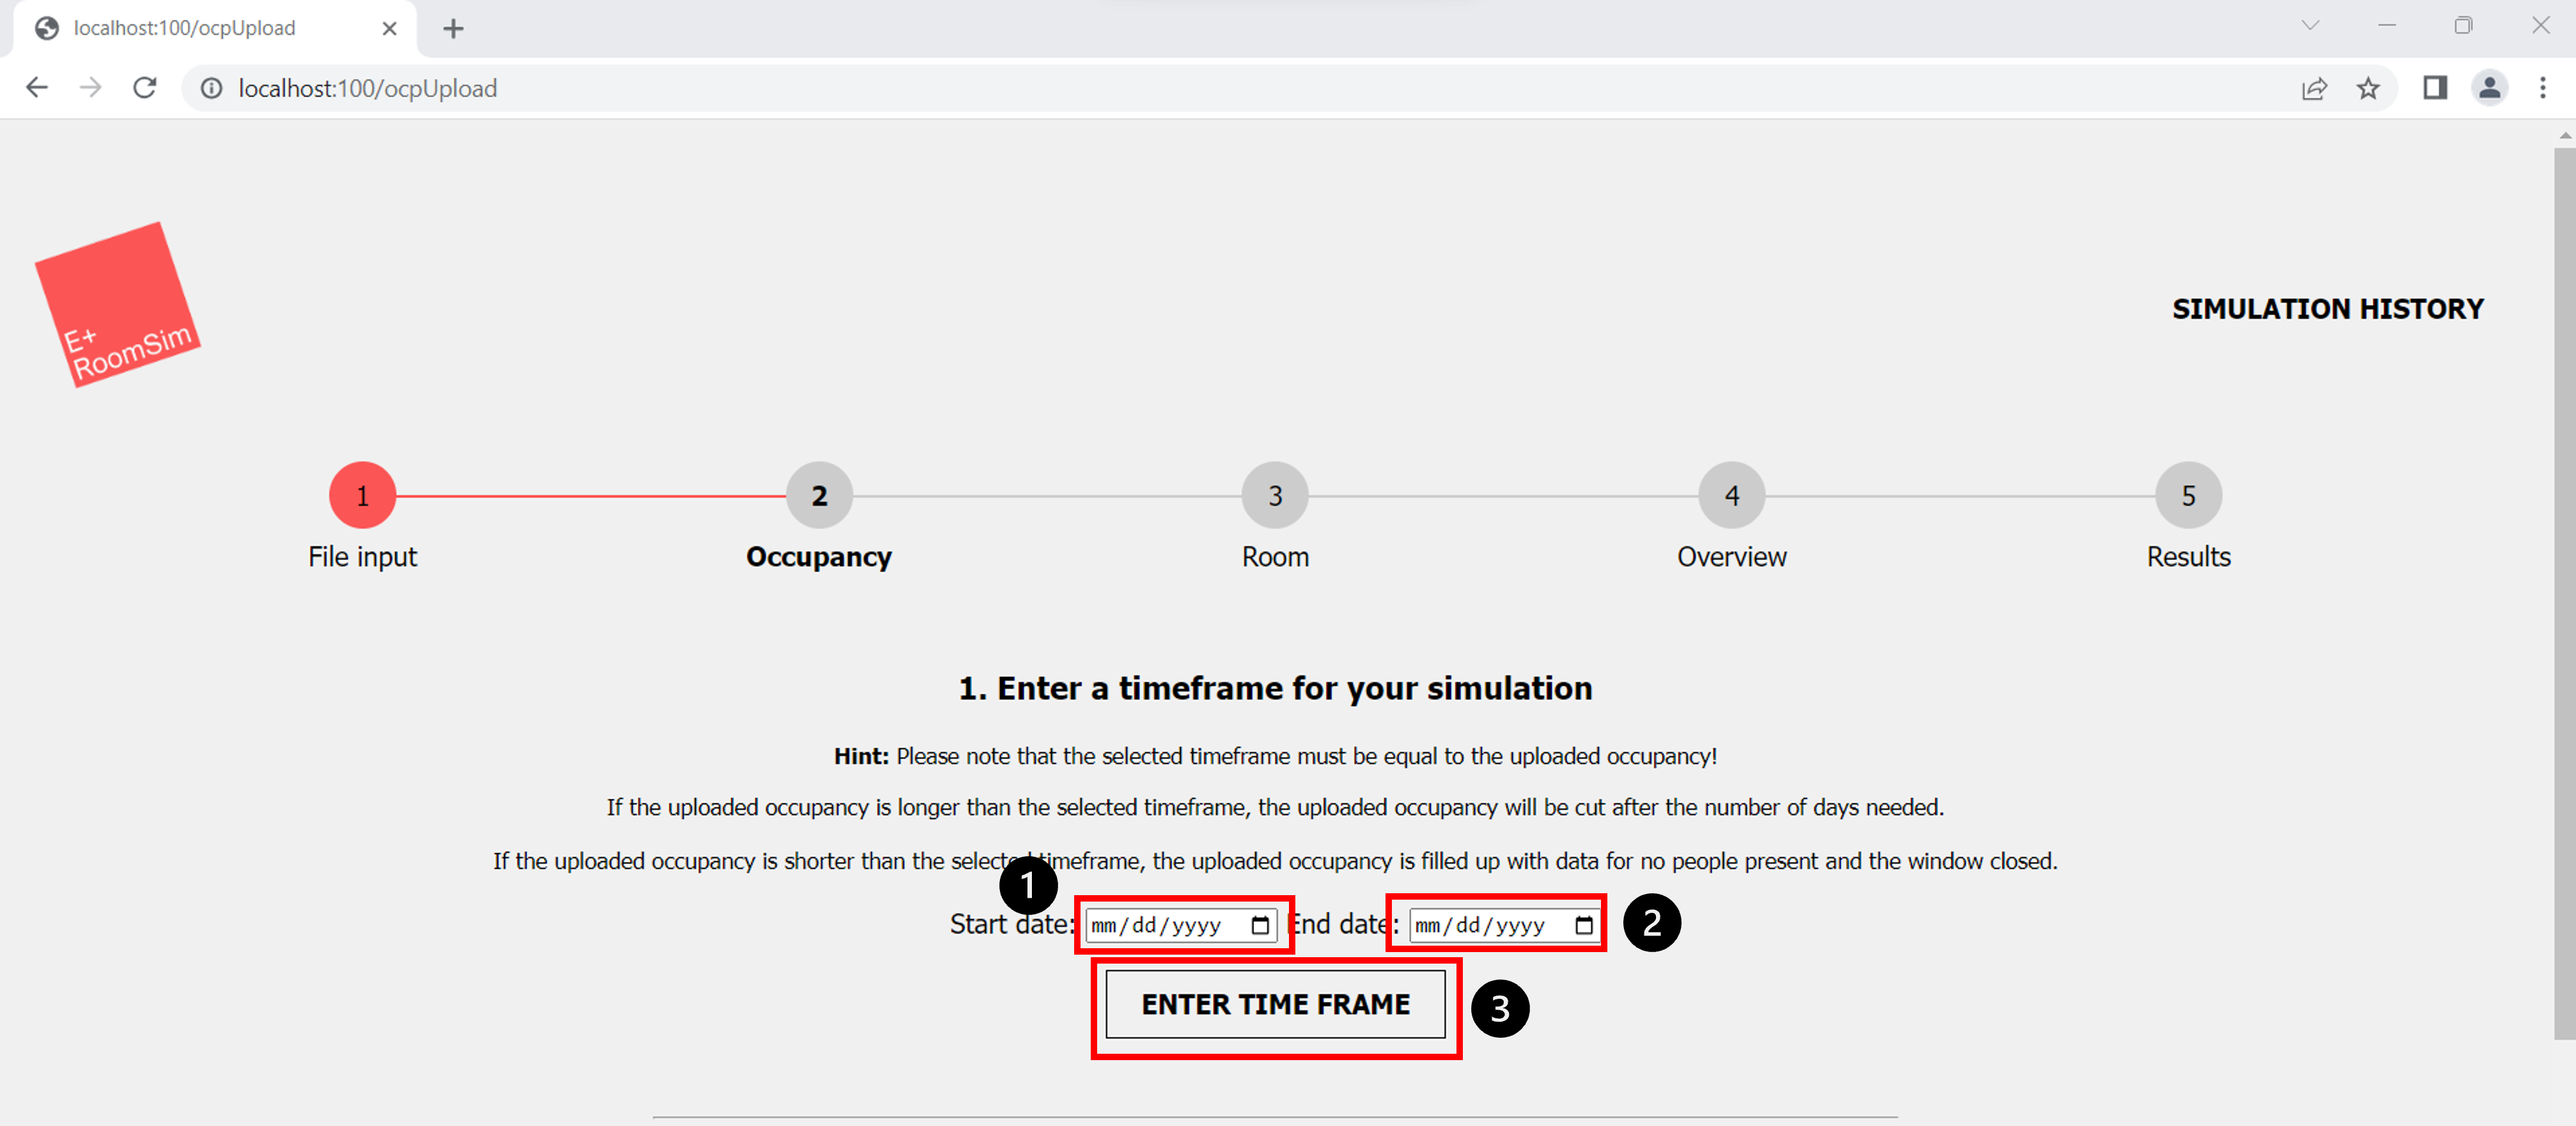 localhost:100/ocpUpload
localhost:100/ocpUpload
E+
RoomSim
SIMULATION HISTORY
1 2 3 4 5
File input Occupancy Room Overview Results
1. Enter a timeframe for your simulation
Hint: Please note that the selected timeframe must be equal to the uploaded occupancy!
If the uploaded occupancy is longer than the selected timeframe, the uploaded occupancy will be cut after the number of days needed.
If the uploaded occupancy is shorter than the selected timeframe, the uploaded occupancy is filled up with data for no people present and the window closed.
1
Start date: mm/dd/yyyy End date: mm/dd/yyyy 2
ENTER TIME FRAME 3